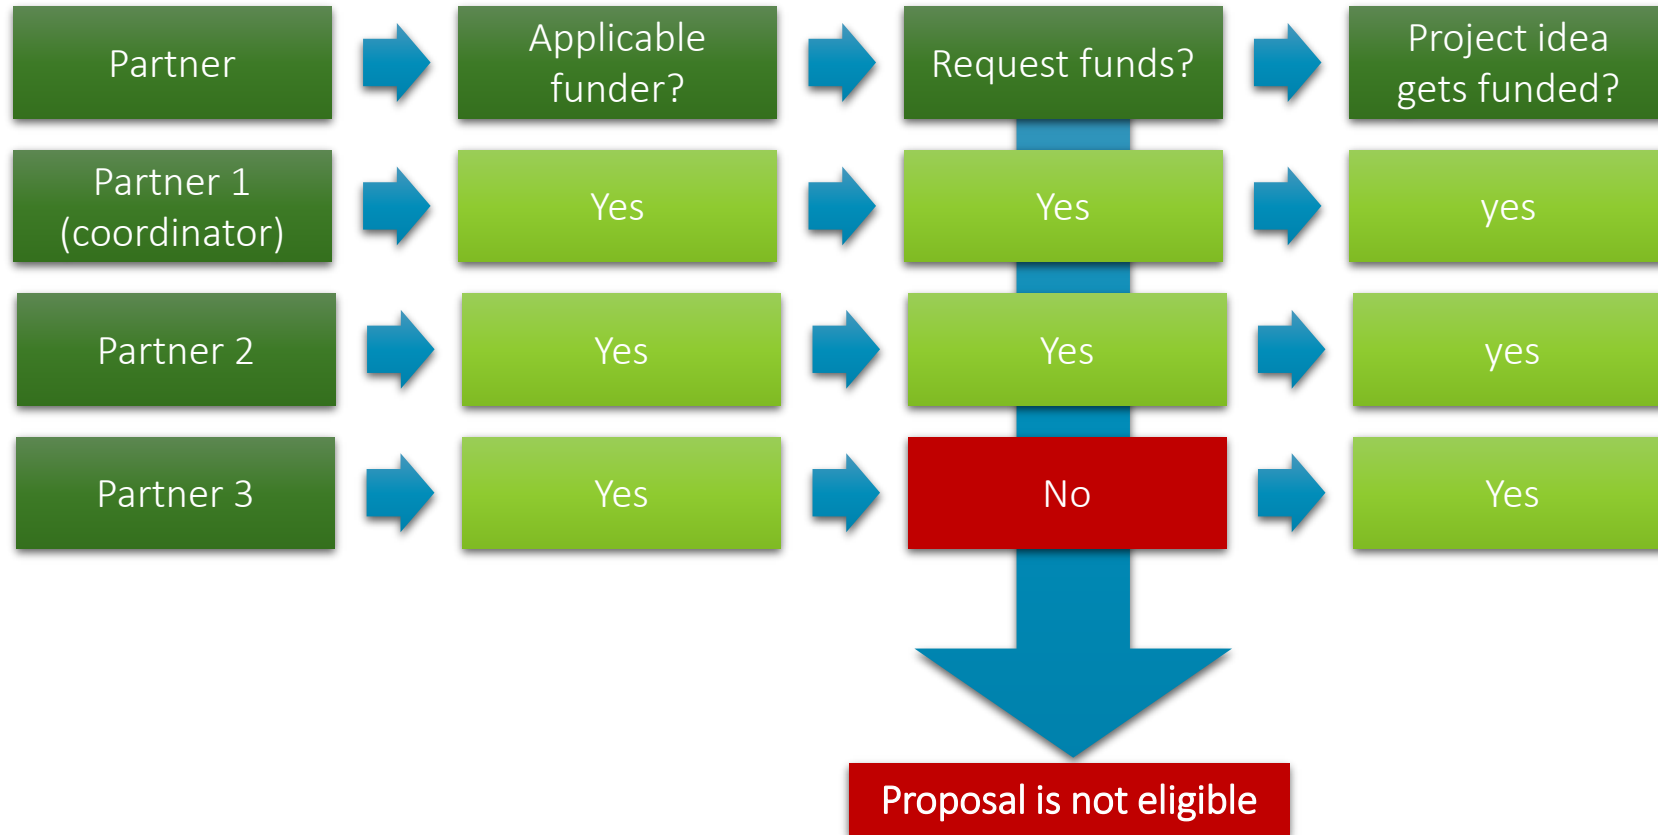 Partner
Applicable
funder?
Request funds?
Project idea
gets funded?
Partner 1
(coordinator)
Yes
Yes
yes
Partner 2
Yes
Yes
yes
Partner 3
Yes
No
Yes
Proposal is not eligible